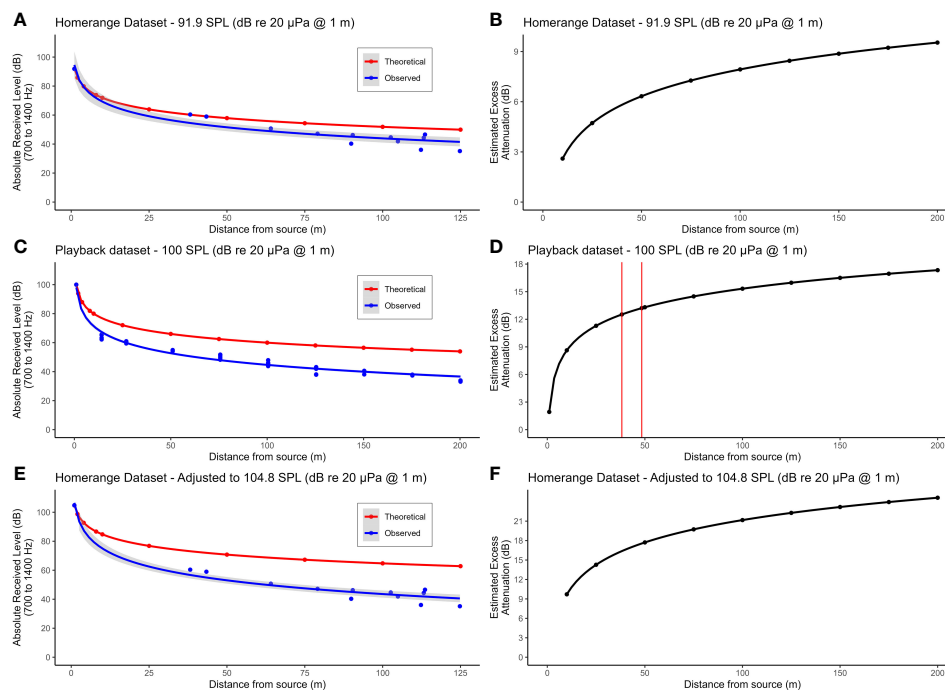 A
Homerange Dataset - 91.9 SPL (dB re 20 µPa @ 1 m)
Absolute Received Level (dB)
(700 to 1400 Hz)
100
80
60
40
20
0
Theoretical
Observed
0
25
50
75
100
125
Distance from source (m)
B
Homerange Dataset - 91.9 SPL (dB re 20 µPa @ 1 m)
Estimated Excess
Attenuation (dB)
9
6
3
0
0
50
100
150
200
Distance from source (m)
C
Playback dataset - 100 SPL (dB re 20 µPa @ 1 m)
Absolute Received Level (dB)
(700 to 1400 Hz)
100
80
60
40
20
0
Theoretical
Observed
0
50
100
150
200
Distance from source (m)
D
Playback dataset - 100 SPL (dB re 20 µPa @ 1 m)
Estimated Excess
Attenuation (dB)
18
15
12
9
6
3
0
0
50
100
150
200
Distance from source (m)
E
Homerange Dataset - Adjusted to 104.8 SPL (dB re 20 µPa @ 1 m)
Absolute Received Level (dB)
(700 to 1400 Hz)
100
80
60
40
20
0
Theoretical
Observed
0
25
50
75
100
125
Distance from source (m)
F
Homerange Dataset - Adjusted to 104.8 SPL (dB re 20 µPa @ 1 m)
Estimated Excess
Attenuation (dB)
21
18
15
12
9
6
3
0
0
50
100
150
200
Distance from source (m)